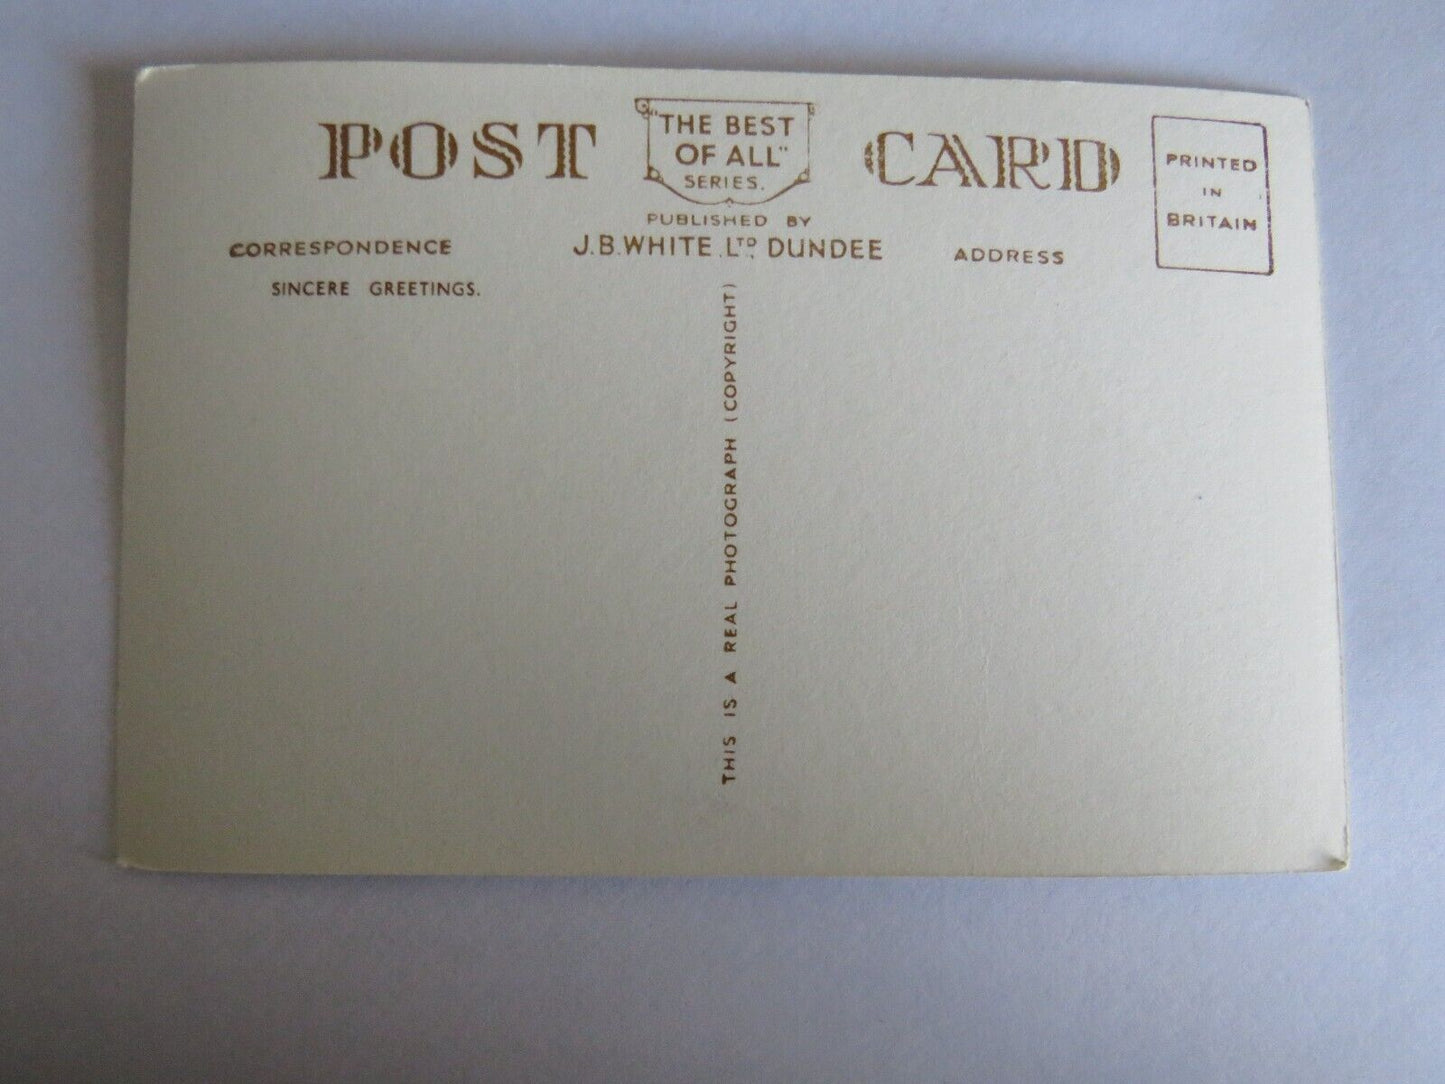 POST CARD
"THE BEST
OF ALL"
SERIES.
PUBLISHED BY
J.B.WHITE.LTD. DUNDEE
CORRESPONDENCE
SINCERE GREETINGS.
ADDRESS
PRINTED
IN
BRITAIN
THIS IS A REAL PHOTOGRAPH (COPYRIGHT)